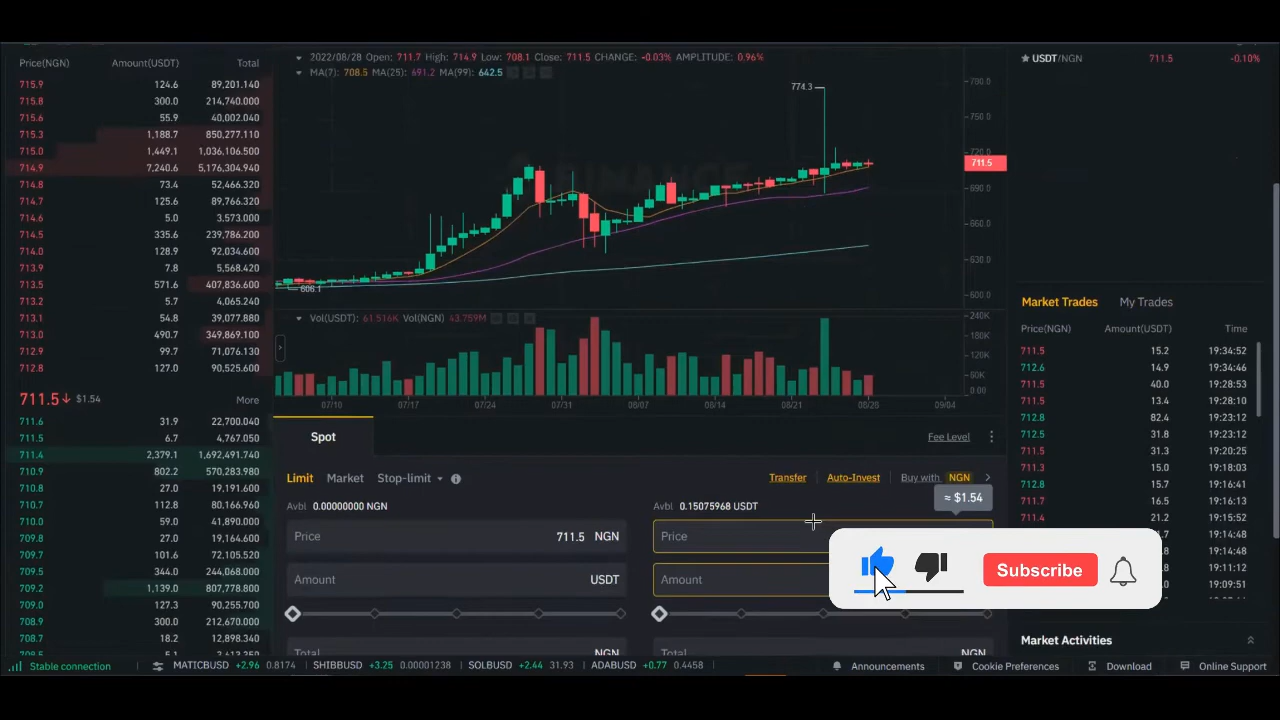 Price(NGN) Amount(USDT) Total
715.9 124.6 89,201.140
715.8 300.0 214,740.000
715.6 55.9 40,002.040
715.3 1,188.7 850,277.110
715.0 1,449.1 1,036,106.500
714.9 7,240.6 5,176,304.940
714.8 73.4 52,466.320
714.7 125.6 89,766.320
714.6 5.0 3,573.000
714.5 335.6 239,786.200
714.0 128.9 92,034.600
713.9 7.8 5,568.420
713.5 571.6 407,838.600
713.2 5.7 4,065.240
713.1 54.8 39,077.880
713.0 490.7 349,869.100
712.9 99.7 71,076.130
712.8 127.0 90,525.600
711.5↓ $1.54 More
711.6 31.9 22,700.040
711.5 6.7 4,767.050
711.4 2,379.1 1,692,491.740
710.9 802.2 570,283.980
710.8 27.0 19,191.600
710.7 112.8 80,166.960
710.0 59.0 41,890.000
709.8 27.0 19,164.600
709.7 101.6 72,105.520
709.5 344.0 244,068.000
709.2 1,139.0 807,778.800
709.0 127.3 90,255.700
708.9 300.0 212,670.000
708.7 18.2 12,898.340
2022/08/28 Open: 711.7 High: 714.9 Low: 708.1 Close: 711.5 CHANGE: -0.03% AMPLITUDE: 0.96%
MA(7): 708.5 MA(25): 691.2 MA(99): 642.5
774.3
606.1
780.0
750.0
720.0
711.5
690.0
660.0
630.0
600.0
Vol(USDT) 61.516K Vol(NGN) 43.759M
240K
180K
120K
60K
0.00
07/10 07/17 07/24 07/31 08/07 08/14 08/21 08/28 09/04
Spot Fee Level
Limit Market Stop-limit Transfer Auto-Invest Buy with NGN
≈ $1.54
Avbl 0.00000000 NGN Avbl 0.15075968 USDT
Price 711.5 NGN Price
Amount USDT Amount
Total NGN Total NGN
USDT/NGN 711.5 -0.10%
Market Trades My Trades
Price(NGN) Amount(USDT) Time
711.5 15.2 19:34:52
712.6 14.9 19:34:46
711.5 40.0 19:28:53
711.5 13.4 19:28:10
712.8 82.4 19:23:12
712.5 31.8 19:23:12
711.5 31.3 19:20:25
711.3 15.0 19:18:03
712.8 15.7 19:16:41
711.7 16.5 19:16:13
711.4 21.2 19:15:52
19:14:48
19:14:48
19:11:12
19:09:51
Subscribe
Market Activities
Stable connection MATICBUSD +2.96 0.8174 SHIBBUSD +3.25 0.00001238 SOLBUSD +2.44 31.93 ADABUSD +0.77 0.4458 Announcements Cookie Preferences Download Online Support